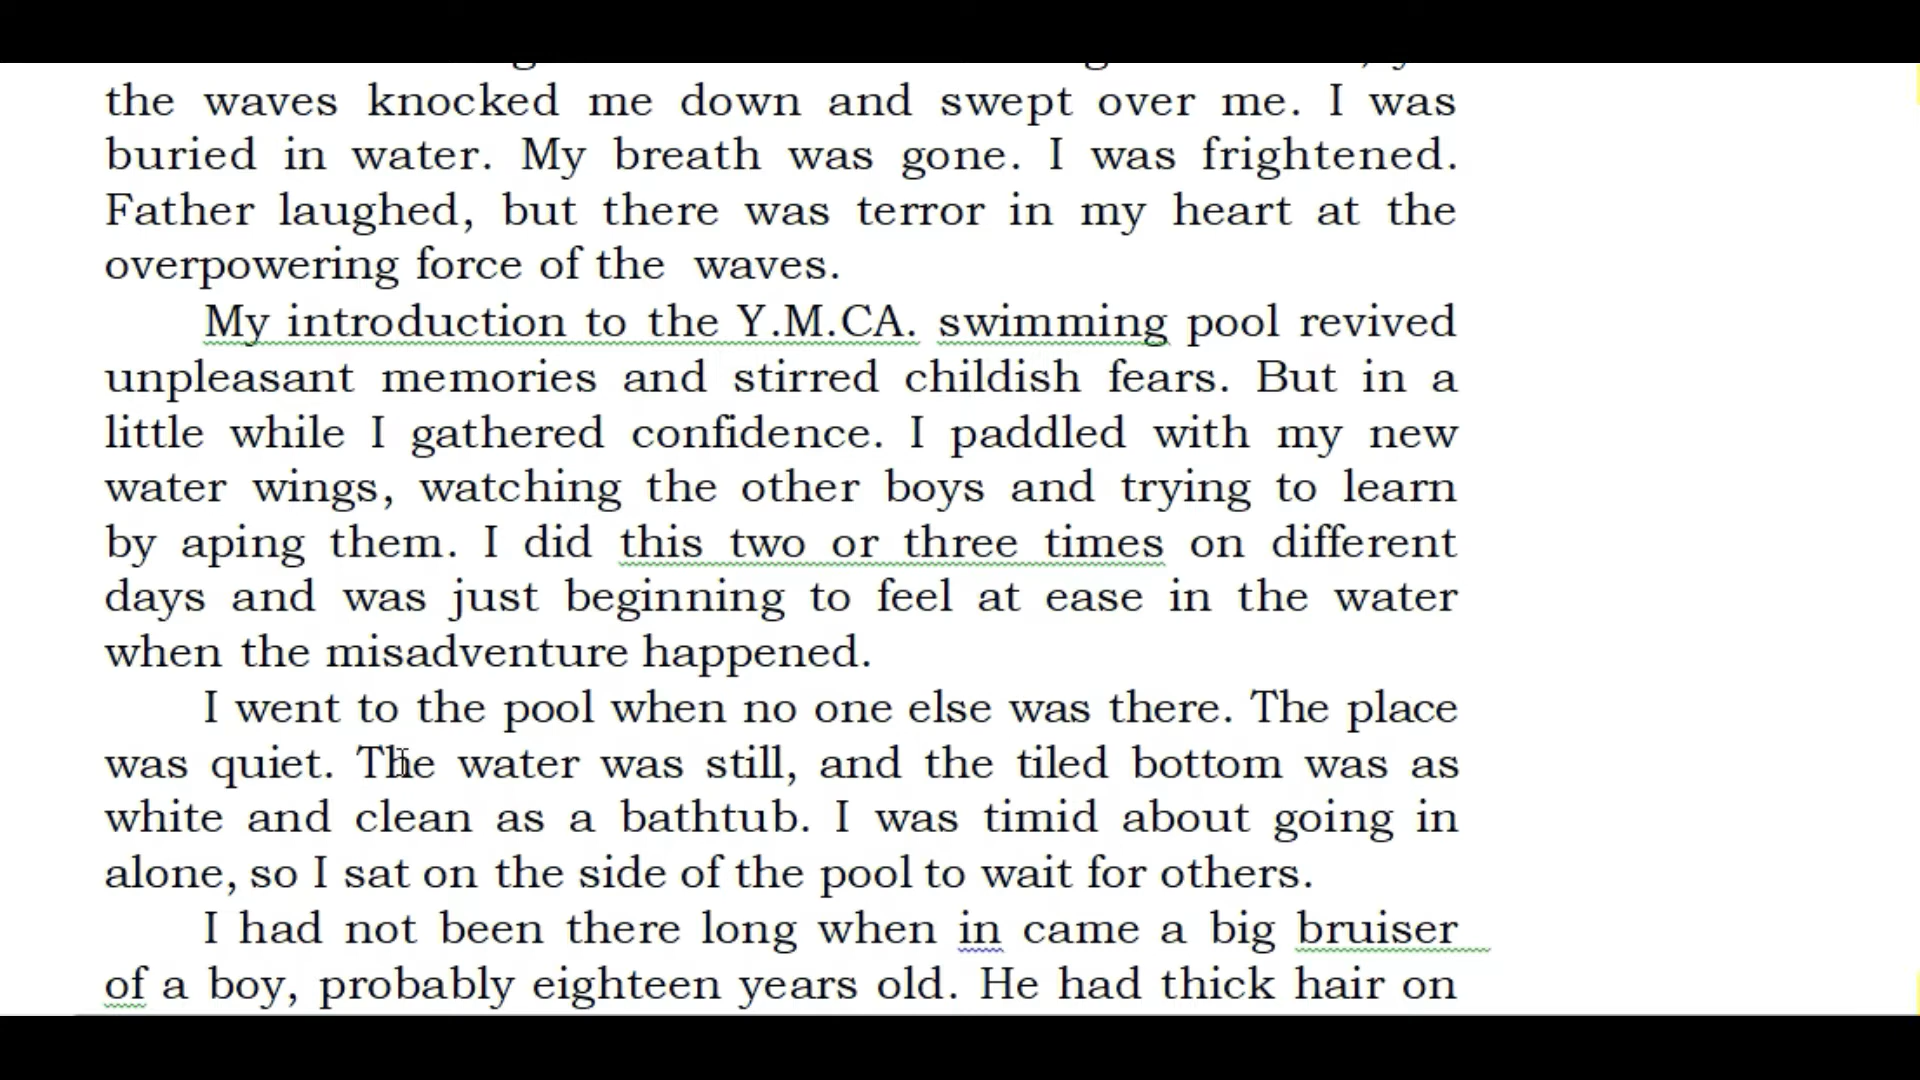 the waves knocked me down and swept over me. I was
buried in water. My breath was gone. I was frightened.
Father laughed, but there was terror in my heart at the
overpowering force of the waves.
My introduction to the Y.M.CA. swimming pool revived
unpleasant memories and stirred childish fears. But in a
little while I gathered confidence. I paddled with my new
water wings, watching the other boys and trying to learn
by aping them. I did this two or three times on different
days and was just beginning to feel at ease in the water
when the misadventure happened.
I went to the pool when no one else was there. The place
was quiet. The water was still, and the tiled bottom was as
white and clean as a bathtub. I was timid about going in
alone, so I sat on the side of the pool to wait for others.
I had not been there long when in came a big bruiser
of a boy, probably eighteen years old. He had thick hair on